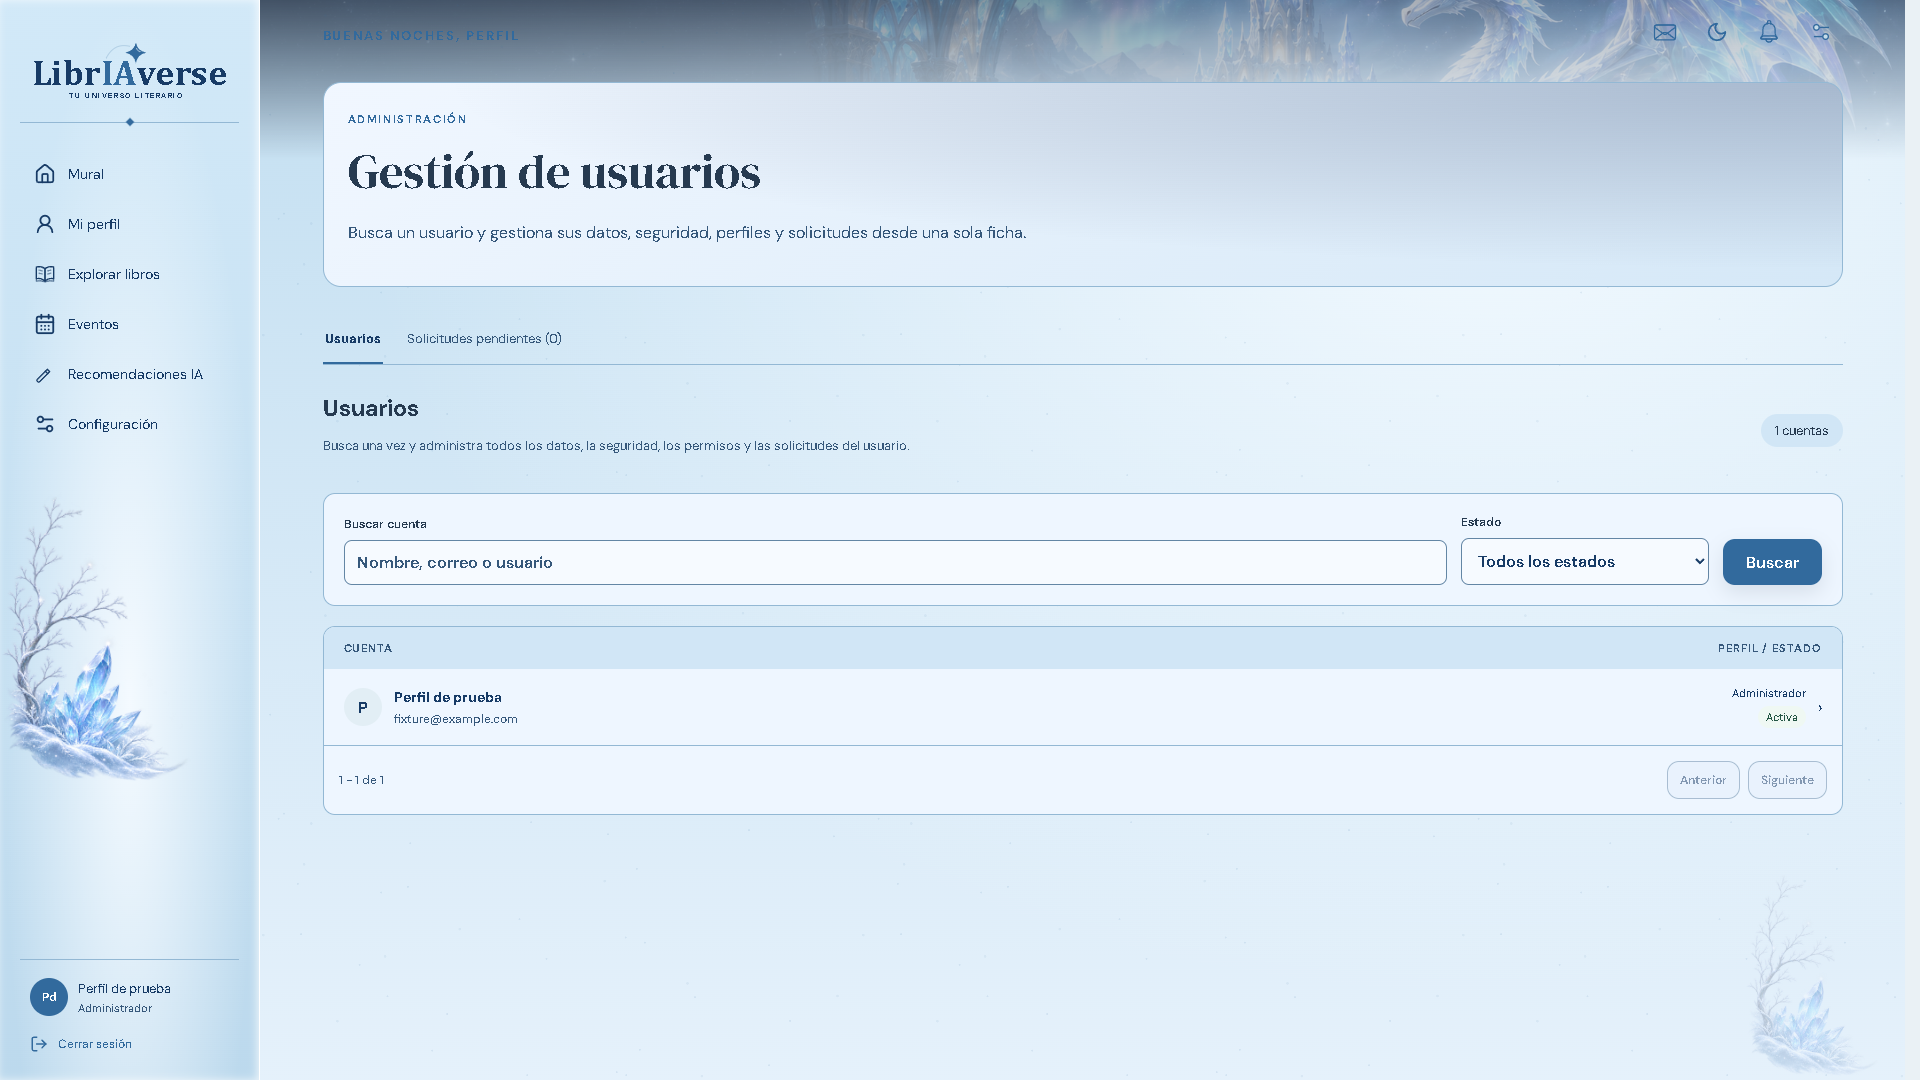 LibrIAverse
TU UNIVERSO LITERARIO
Mural
Mi perfil
Explorar libros
Eventos
Recomendaciones IA
Configuración
Pd
Perfil de prueba
Administrador
Cerrar sesión
BUENAS NOCHES, PERFIL
ADMINISTRACIÓN
Gestión de usuarios
Busca un usuario y gestiona sus datos, seguridad, perfiles y solicitudes desde una sola ficha.
Usuarios
Solicitudes pendientes (0)
Usuarios
Busca una vez y administra todos los datos, la seguridad, los permisos y las solicitudes del usuario.
1 cuentas
Buscar cuenta
Nombre, correo o usuario
Estado
Todos los estados
Buscar
CUENTA
PERFIL / ESTADO
P
Perfil de prueba
fixture@example.com
Administrador
Activa
1 – 1 de 1
Anterior
Siguiente